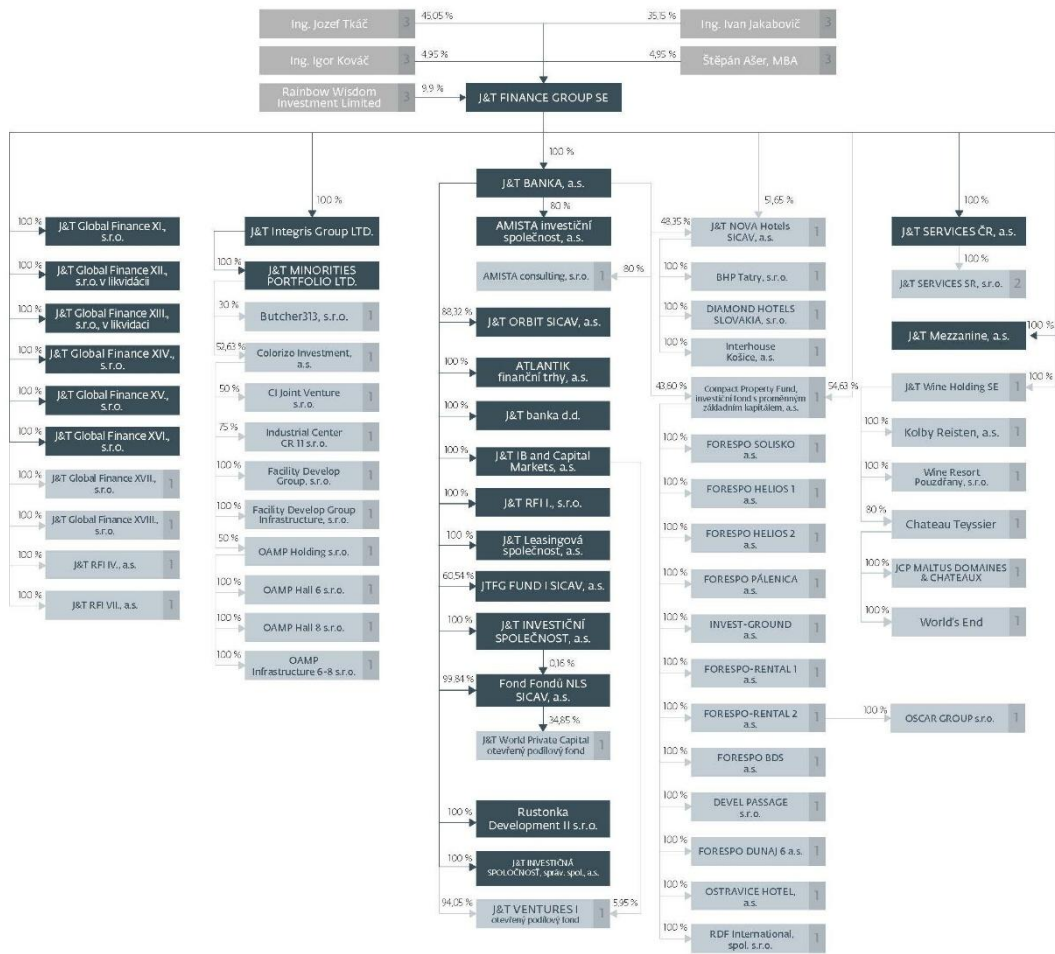 Ing. Jozef Tkáč 3
45,05 %
35,15 %
Ing. Ivan Jakabovič 3
Ing. Igor Kováč 3
4,95 %
4,95 %
Štěpán Ašer, MBA 3
Rainbow Wisdom
Investment Limited 3
9,9 %
J&T FINANCE GROUP SE
100 %
J&T Global Finance XI.,
s.r.o.
100 %
J&T Global Finance XII.,
s.r.o. v likvidácii
100 %
J&T Global Finance XIII.,
s.r.o., v likvidaci
100 %
J&T Global Finance XIV.,
s.r.o.
100 %
J&T Global Finance XV.,
s.r.o.
100 %
J&T Global Finance XVI.,
s.r.o.
100 %
J&T Global Finance XVII.,
s.r.o. 1
100 %
J&T Global Finance XVIII.,
s.r.o. 1
100 %
J&T RFI IV., a.s. 1
100 %
J&T RFI VII., a.s. 1
100 %
J&T Integris Group LTD.
100 %
J&T MINORITIES
PORTFOLIO LTD.
30 %
Butcher313, s.r.o. 1
52,63 %
Colorizo Investment,
a.s. 1
50 %
CI Joint Venture
s.r.o. 1
75 %
Industrial Center
CR 11 s.r.o. 1
100 %
Facility Develop
Group, s.r.o. 1
100 %
Facility Develop Group
Infrastructure, s.r.o. 1
50 %
OAMP Holding s.r.o. 1
100 %
OAMP Hall 6 s.r.o. 1
100 %
OAMP Hall 8 s.r.o. 1
100 %
OAMP
Infrastructure 6-8 s.r.o. 1
100 %
J&T BANKA, a.s.
80 %
AMISTA investiční
společnost, a.s.
80 %
AMISTA consulting, s.r.o. 1
88,32 %
J&T ORBIT SICAV, a.s.
100 %
ATLANTIK
finanční trhy, a.s.
100 %
J&T banka d.d.
100 %
J&T IB and Capital
Markets, a.s.
100 %
J&T RFI I., s.r.o.
100 %
J&T Leasingová
společnost, a.s.
60,54 %
JTFG FUND I SICAV, a.s.
100 %
J&T INVESTIČNÍ
SPOLEČNOST, a.s.
0,16 %
99,84 %
Fond Fondů NLS
SICAV, a.s.
34,85 %
J&T World Private Capital
otevřený podílový fond 1
100 %
Rustonka
Development II s.r.o.
100 %
J&T INVESTIČNÁ
SPOLOČNOSŤ, správ. spol., a.s.
94,05 %
J&T VENTURES I
otevřený podílový fond 1
5,95 %
51,65 %
48,35 %
J&T NOVA Hotels
SICAV, a.s. 1
100 %
BHP Tatry, s.r.o. 1
100 %
DIAMOND HOTELS
SLOVAKIA, s.r.o. 1
100 %
Interhouse
Košice, a.s. 1
43,60 %
Compact Property Fund,
investiční fond s proměnným
základním kapitálem, a.s. 1
54,63 %
100 %
FORESPO SOLISKO
a.s. 1
100 %
FORESPO HELIOS 1
a.s. 1
100 %
FORESPO HELIOS 2
a.s. 1
100 %
FORESPO PÁLENICA
a.s. 1
100 %
INVEST-GROUND
a.s. 1
100 %
FORESPO-RENTAL 1
a.s. 1
100 %
FORESPO-RENTAL 2
a.s. 1
100 %
OSCAR GROUP s.r.o. 1
100 %
FORESPO BDS
a.s. 1
100 %
DEVEL PASSAGE
s.r.o. 1
100 %
FORESPO DUNAJ 6 a.s. 1
100 %
OSTRAVICE HOTEL,
a.s. 1
100 %
RDF International,
spol. s.r.o. 1
100 %
J&T SERVICES ČR, a.s.
100 %
J&T SERVICES SR, s.r.o. 2
J&T Mezzanine, a.s.
100 %
J&T Wine Holding SE 1
100 %
100 %
Kolby Reisten, a.s. 1
100 %
Wine Resort
Pouzdřany, s.r.o. 1
80 %
Chateau Teyssier 1
100 %
JCP MALTUS DOMAINES
& CHATEAUX 1
100 %
World's End 1